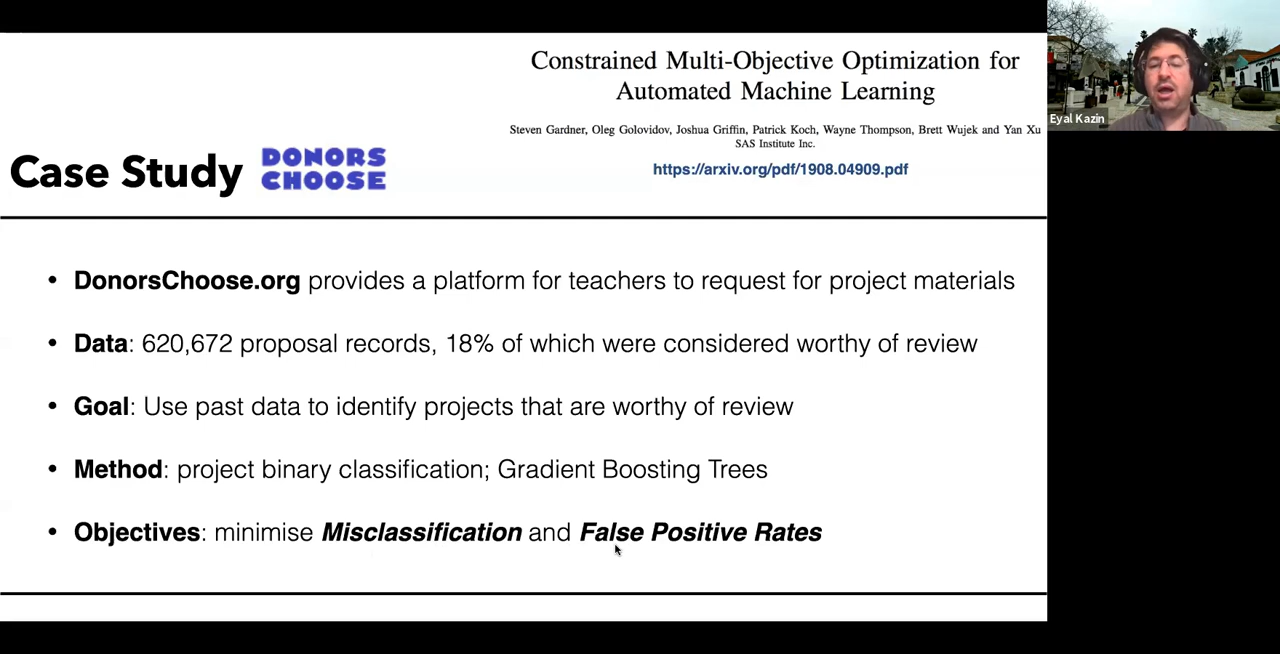 Constrained Multi-Objective Optimization for
Automated Machine Learning
Steven Gardner, Oleg Golovidov, Joshua Griffin, Patrick Koch, Wayne Thompson, Brett Wujek and Yan Xu
SAS Institute Inc.
https://arxiv.org/pdf/1908.04909.pdf
Case Study DONORS CHOOSE
• DonorsChoose.org provides a platform for teachers to request for project materials
• Data: 620,672 proposal records, 18% of which were considered worthy of review
• Goal: Use past data to identify projects that are worthy of review
• Method: project binary classification; Gradient Boosting Trees
• Objectives: minimise Misclassification and False Positive Rates
Eyal Kazin